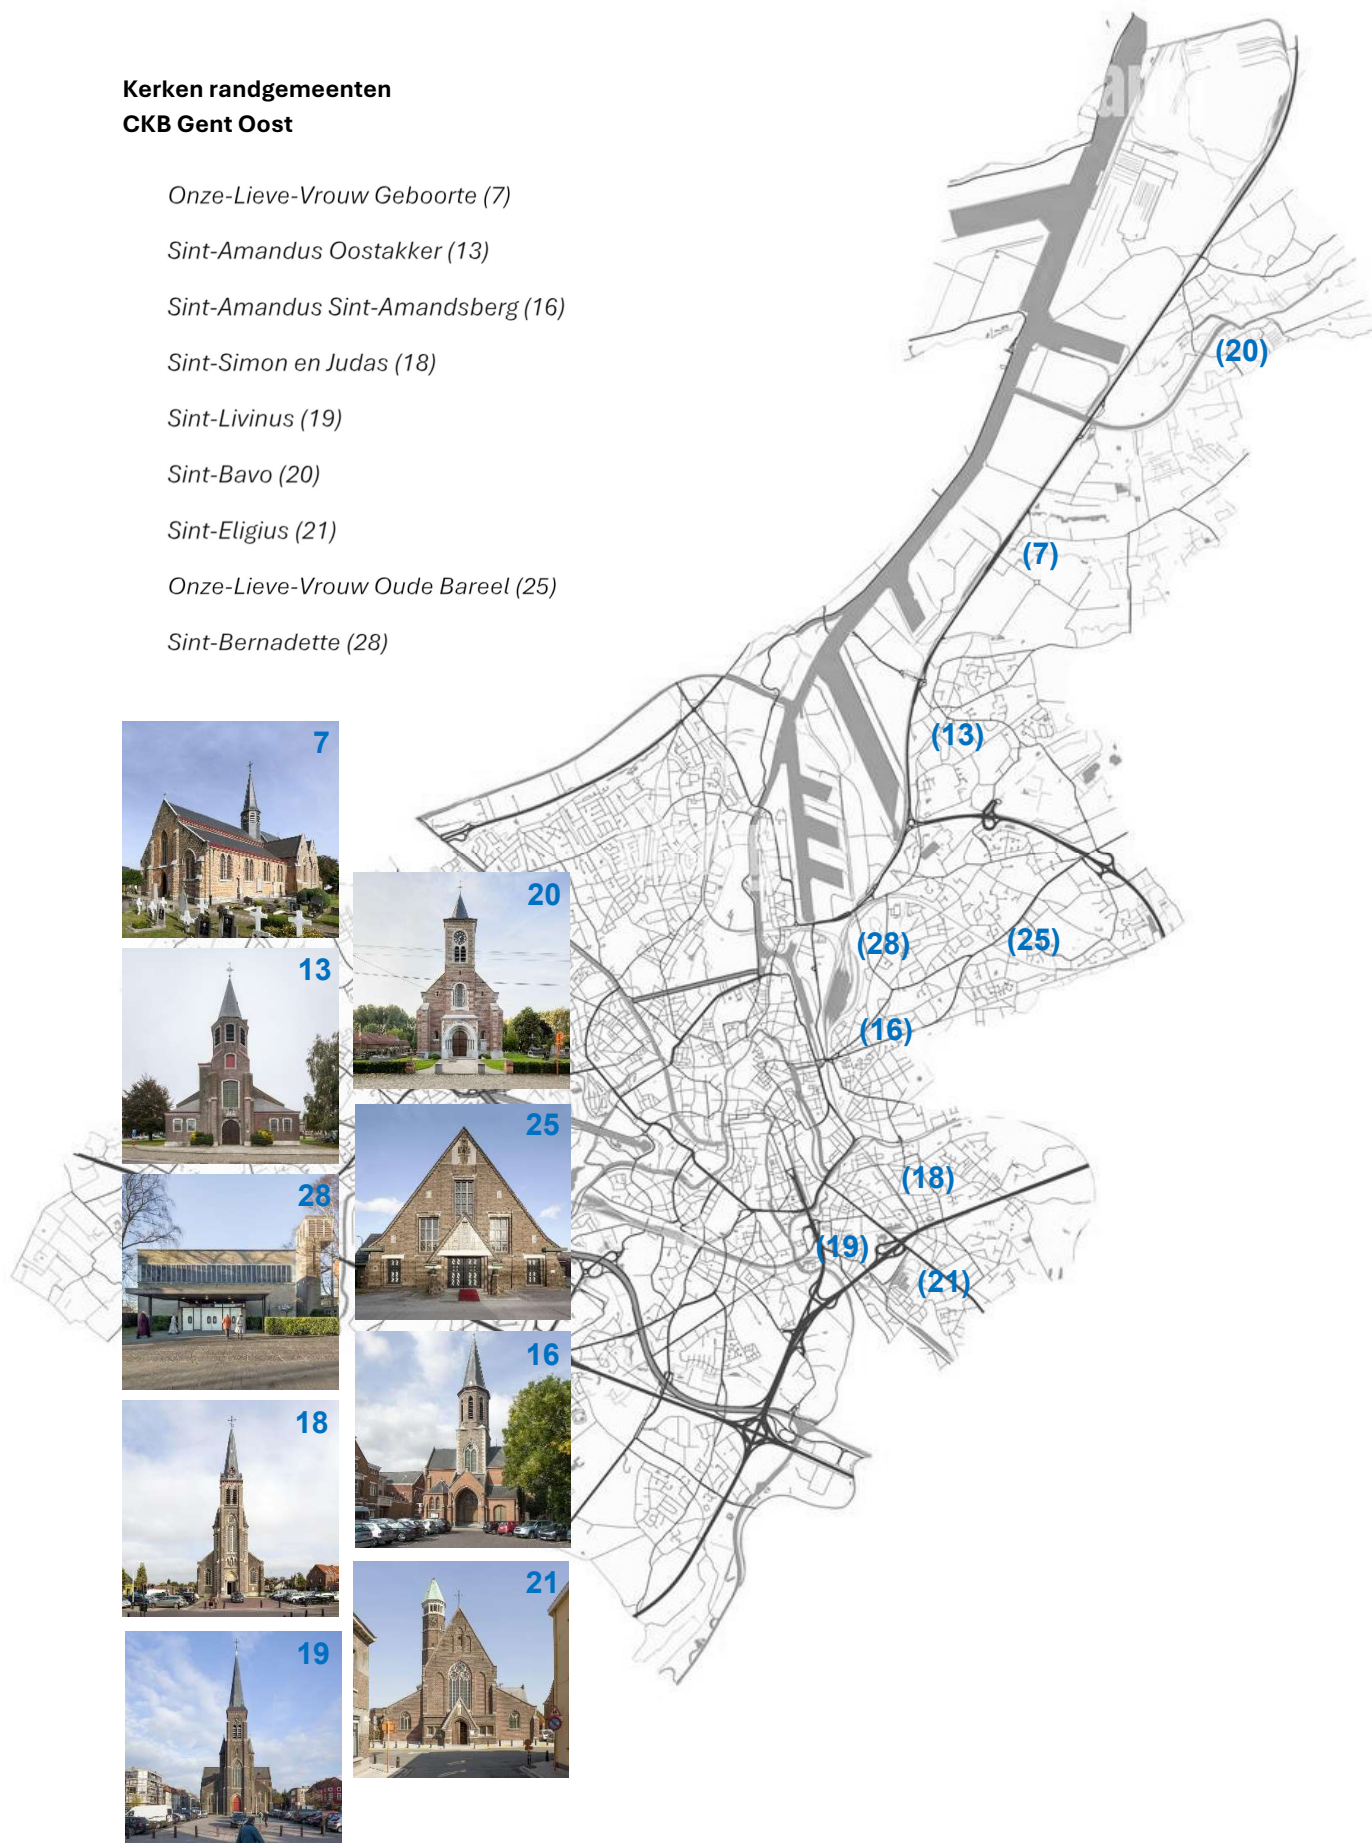 Kerken randgemeenten
CKB Gent Oost
Onze-Lieve-Vrouw Geboorte (7)
Sint-Amandus Oostakker (13)
Sint-Amandus Sint-Amandsberg (16)
Sint-Simon en Judas (18)
Sint-Livinus (19)
Sint-Bavo (20)
Sint-Eligius (21)
Onze-Lieve-Vrouw Oude Bareel (25)
Sint-Bernadette (28)
(20)
(7)
(13)
(28)
(25)
(16)
(18)
(19)
(21)
7
20
13
25
28
16
18
21
19